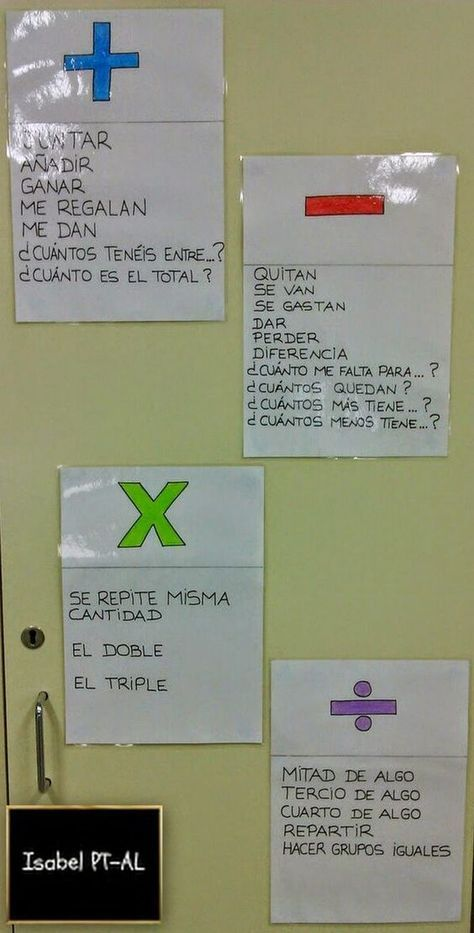 +
JUNTAR
AÑADIR
GANAR
ME REGALAN
ME DAN
¿CUÁNTOS TENÉIS ENTRE...?
¿CUÁNTO ES EL TOTAL?
−
QUITAN
SE VAN
SE GASTAN
DAR
PERDER
DIFERENCIA
¿CUÁNTO ME FALTA PARA...?
¿CUÁNTOS QUEDAN?
¿CUÁNTOS MÁS TIENE...?
¿CUÁNTOS MENOS TIENE...?
X
SE REPITE MISMA
CANTIDAD
EL DOBLE
EL TRIPLE
÷
MITAD DE ALGO
TERCIO DE ALGO
CUARTO DE ALGO
REPARTIR
HACER GRUPOS IGUALES
Isabel PT-AL